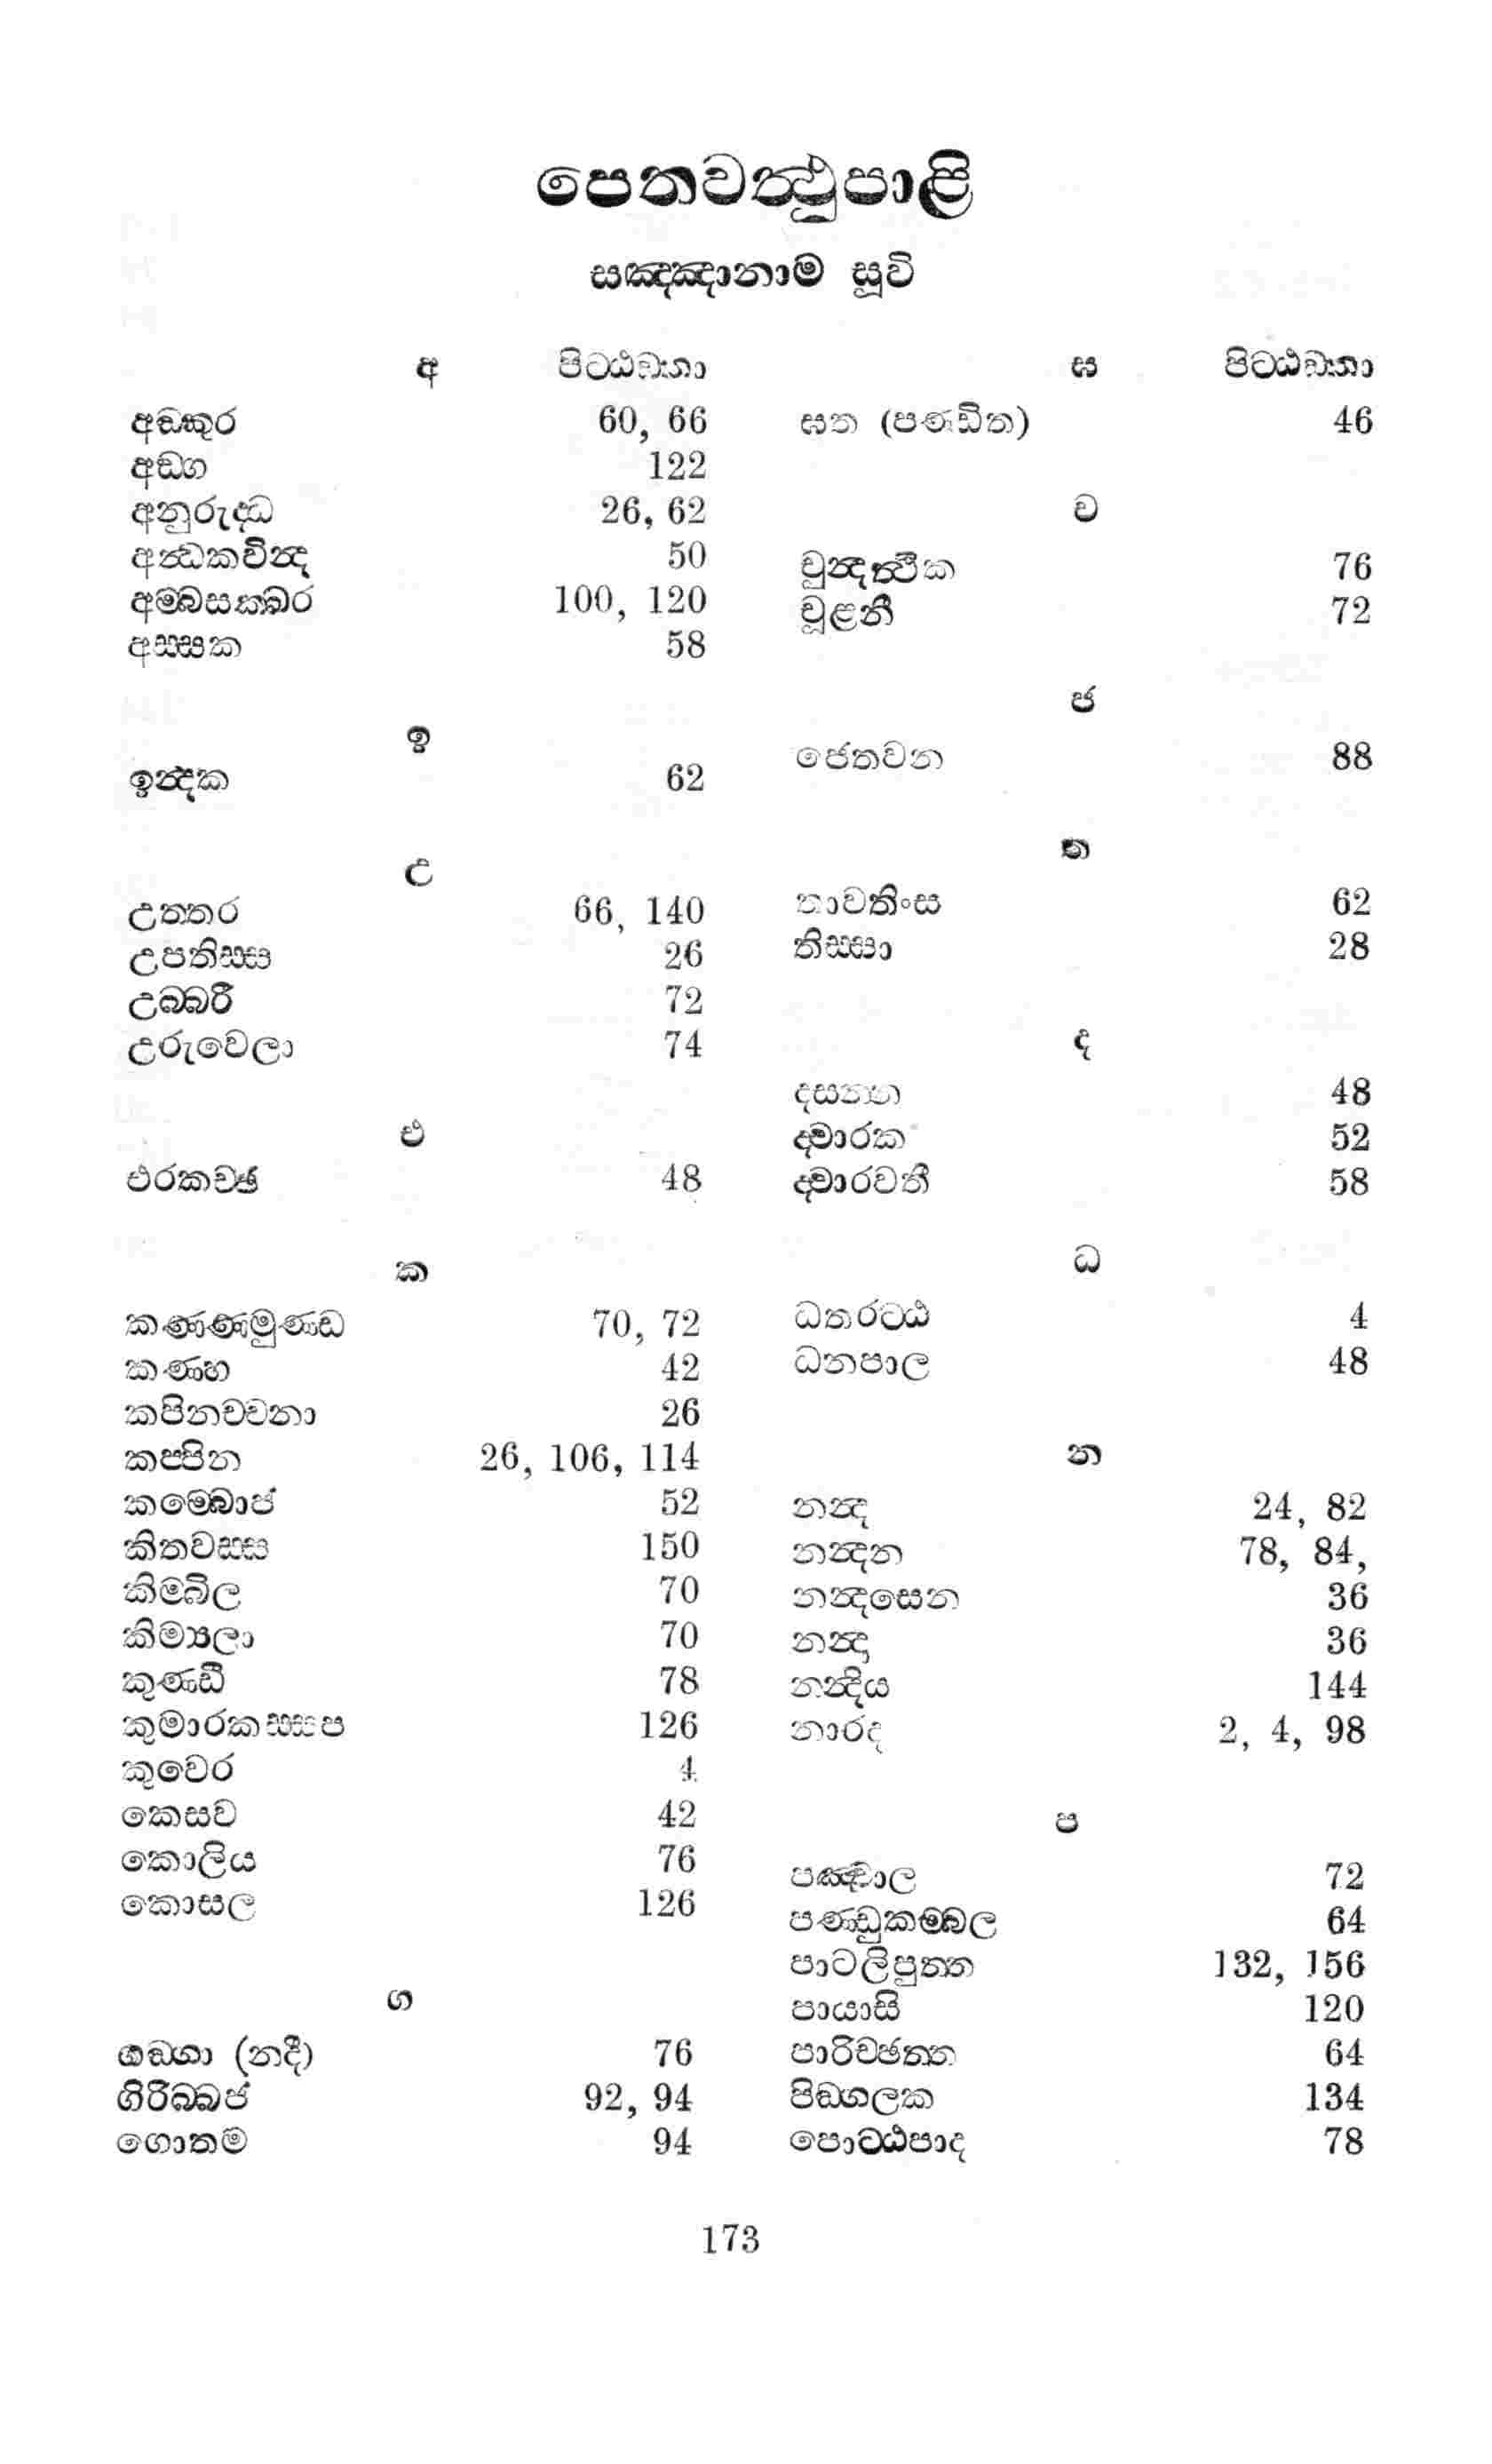 පෙතවත්ථුපාළි
සඤ්ඤානාම සූචි
අ පිට්ඨඞ්කා
අඞ්කුර 60, 66
අඞ්ග 122
අනුරුද්ධ 26, 62
අන්ධකවින්ද 50
අම්බසක්ඛර 100, 120
අස්සක 58
ඉ
ඉන්දක 62
උ
උත්තර 66, 140
උපතිස්ස 26
උබ්බරී 72
උරුවෙලා 74
එ
එරකච්ඡ 48
ක
කණ්ණමුණ්ඩ 70, 72
කණ්හ 42
කපිනච්චනා 26
කප්පින 26, 106, 114
කම්බොජ 52
කිතවස්ස 150
කිම්බිල 70
කිම්‍යලා 70
කුණ්ඩි 78
කුමාරකස්සප 126
කුවෙර 4
කෙසව 42
කොලිය 76
කොසල 126
ග
ගඞ්ගා (නදී) 76
ගිරිබ්බජ 92, 94
ගොතම 94
ඝ පිට්ඨඞ්කා
ඝත (පණ්ඩිත) 46
ච
චුන්දත්ථික 76
චූළනී 72
ජ
ජෙතවන 88
ත
තාවතිංස 62
තිස්සා 28
ද
දසන්න 48
ද්වාරක 52
ද්වාරවතී 58
ධ
ධතරට්ඨ 4
ධනපාල 48
න
නන්ද 24, 82
නන්දන 78, 84,
නන්දසෙන 36
නන්දා 36
නන්දිය 144
නාරද 2, 4, 98
ප
පඤ්චාල 72
පණ්ඩුකම්බල 64
පාටලිපුත්ත 132, 156
පායාසි 120
පාරිච්ඡත්ත 64
පිඞ්ගලක 134
පොට්ඨපාද 78
173